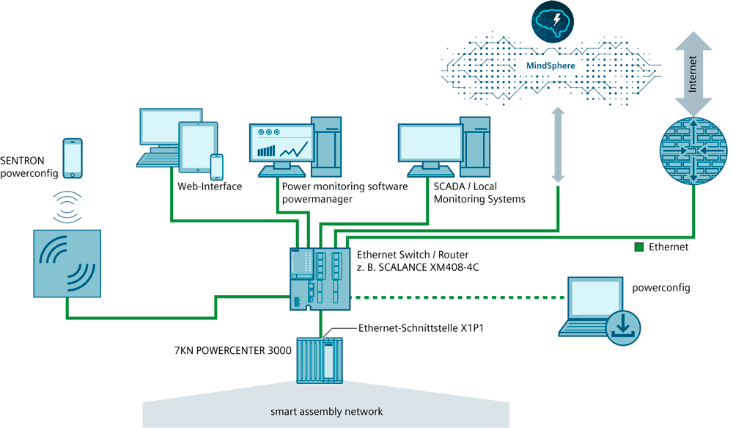 MindSphere
Internet
SENTRON
powerconfig
Web-Interface
Power monitoring software
powermanager
SCADA / Local
Monitoring Systems
Ethernet
Ethernet Switch / Router
z. B. SCALANCE XM408-4C
powerconfig
Ethernet-Schnittstelle X1P1
7KN POWERCENTER 3000
smart assembly network